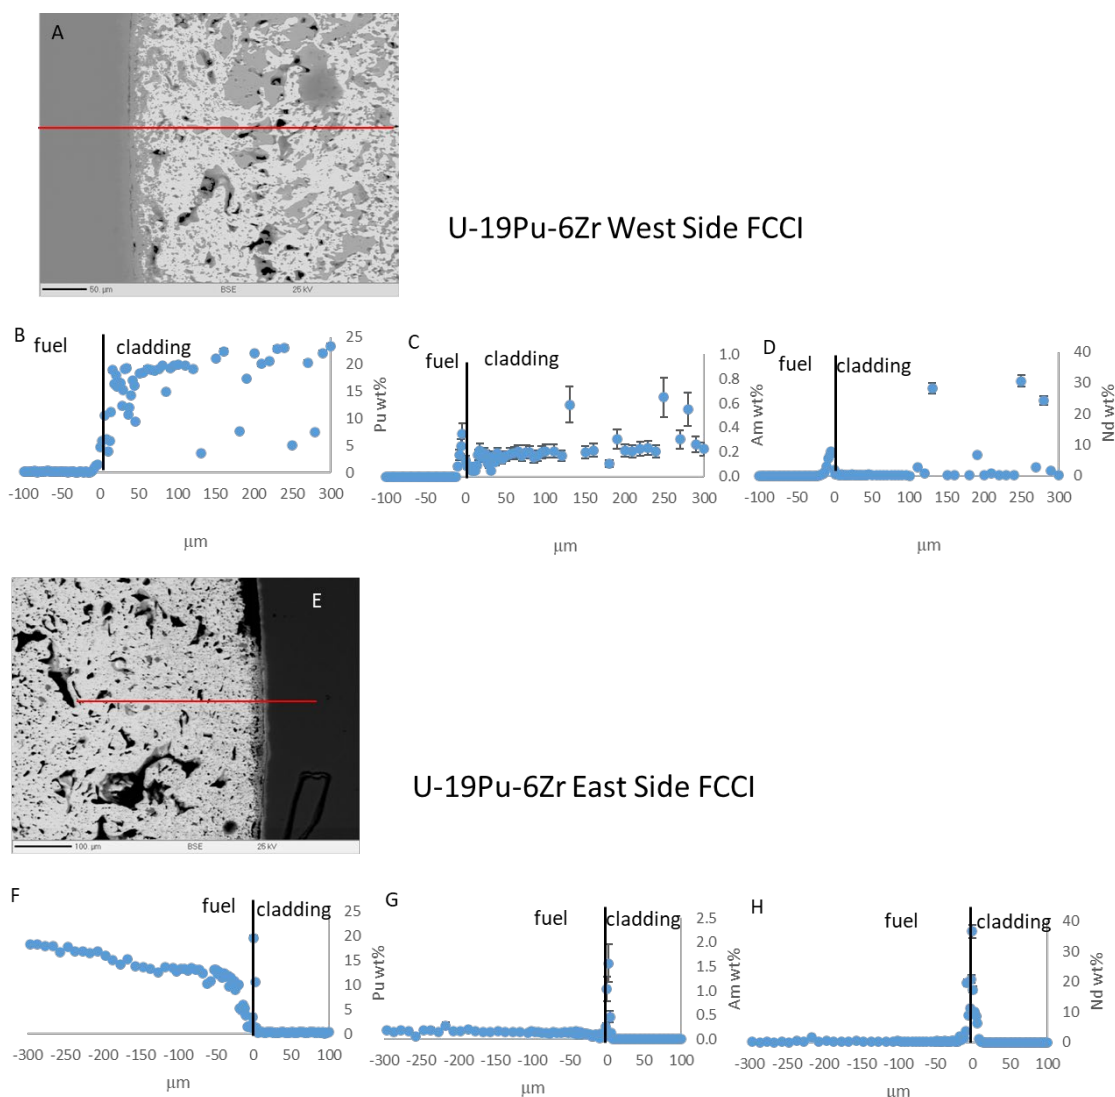 A
50. µm BSE 25 kV
U-19Pu-6Zr West Side FCCI
B fuel cladding
25
20
15
10
5
0
Pu wt%
-100 -50 0 50 100 150 200 250 300
µm
C fuel cladding
1.0
0.8
0.6
0.4
0.2
0.0
Am wt%
-100 -50 0 50 100 150 200 250 300
µm
D fuel cladding
40
30
20
10
0
Nd wt%
-100 -50 0 50 100 150 200 250 300
µm
E
100. µm BSE 25 kV
U-19Pu-6Zr East Side FCCI
F fuel cladding
25
20
15
10
5
0
Pu wt%
-300 -250 -200 -150 -100 -50 0 50 100
µm
G fuel cladding
2.5
2.0
1.5
1.0
0.5
0.0
Am wt%
-300 -250 -200 -150 -100 -50 0 50 100
µm
H fuel cladding
40
30
20
10
0
Nd wt%
-300 -250 -200 -150 -100 -50 0 50 100
µm